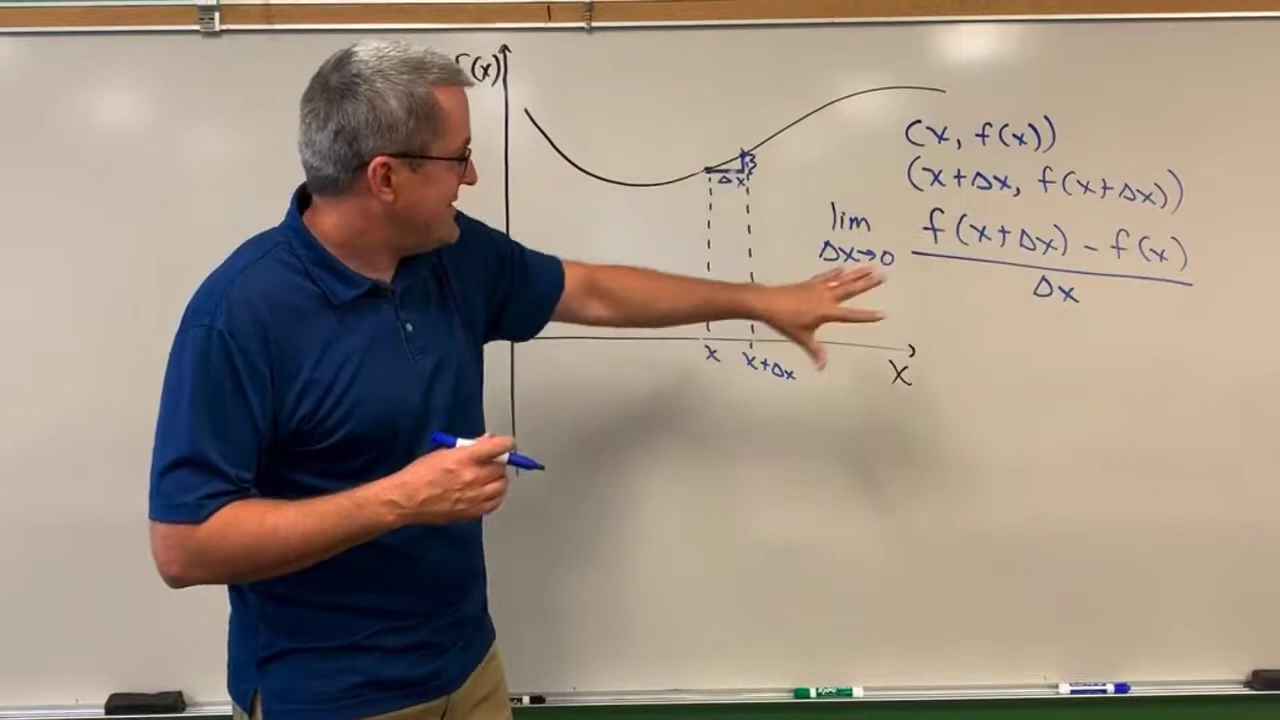 f(x)
(x, f(x))
(x+Δx, f(x+Δx))
lim
Δx→0
f(x+Δx) - f(x)
Δx
Δx
x
x+Δx
X